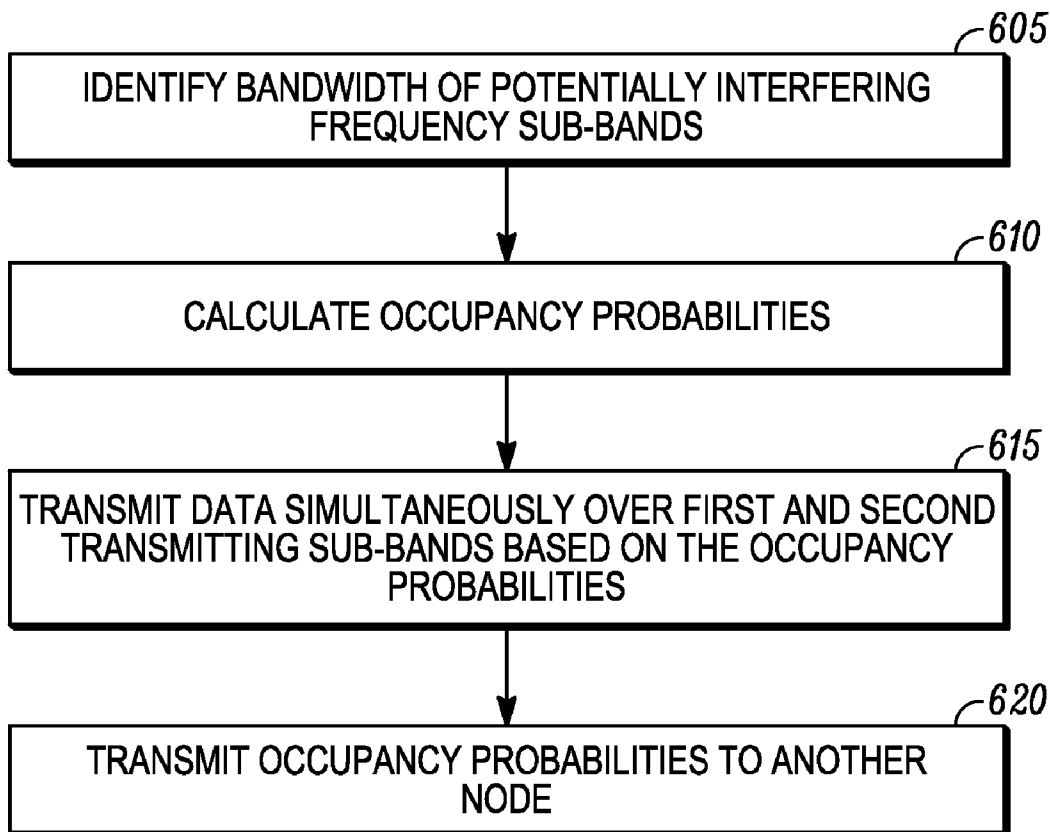 605
IDENTIFY BANDWIDTH OF POTENTIALLY INTERFERING
FREQUENCY SUB-BANDS
610
CALCULATE OCCUPANCY PROBABILITIES
615
TRANSMIT DATA SIMULTANEOUSLY OVER FIRST AND SECOND
TRANSMITTING SUB-BANDS BASED ON THE OCCUPANCY
PROBABILITIES
620
TRANSMIT OCCUPANCY PROBABILITIES TO ANOTHER
NODE